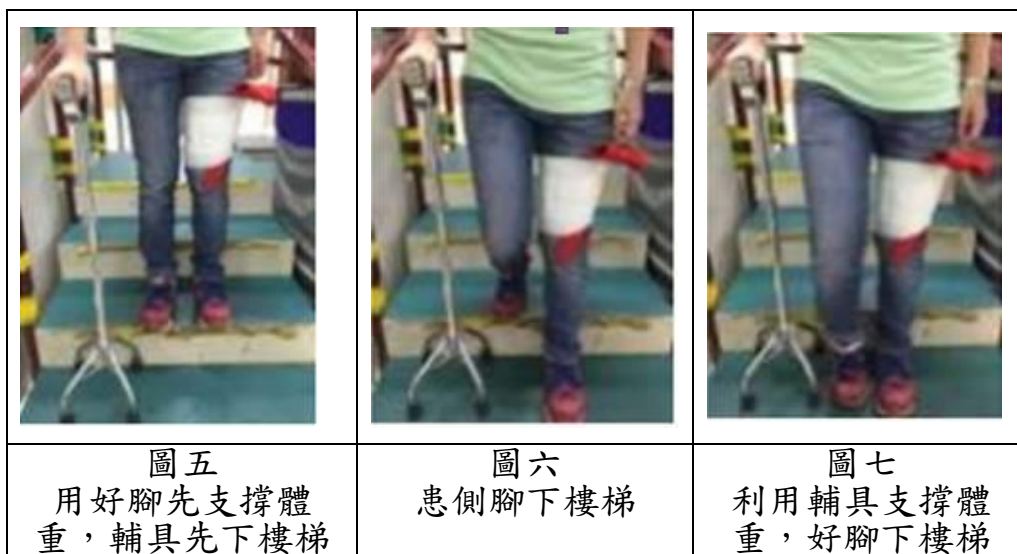 圖五
用好腳先支撐體
重，輔具先下樓梯
圖六
患側腳下樓梯
圖七
利用輔具支撐體
重，好腳下樓梯